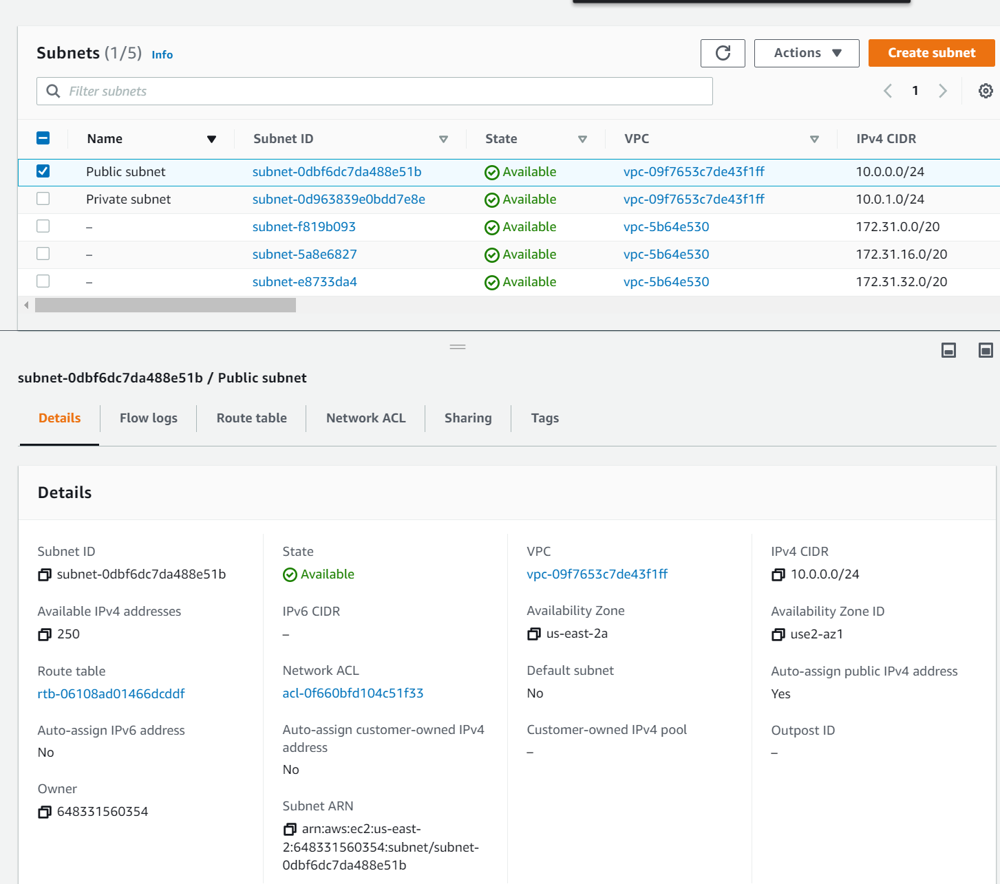 Subnets (1/5) Info
Actions
Create subnet
Filter subnets
1
Name Subnet ID State VPC IPv4 CIDR
Public subnet subnet-0dbf6dc7da488e51b Available vpc-09f7653c7de43f1ff 10.0.0.0/24
Private subnet subnet-0d963839e0bdd7e8e Available vpc-09f7653c7de43f1ff 10.0.1.0/24
– subnet-f819b093 Available vpc-5b64e530 172.31.0.0/20
– subnet-5a8e6827 Available vpc-5b64e530 172.31.16.0/20
– subnet-e8733da4 Available vpc-5b64e530 172.31.32.0/20
subnet-0dbf6dc7da488e51b / Public subnet
Details Flow logs Route table Network ACL Sharing Tags
Details
Subnet ID
subnet-0dbf6dc7da488e51b
Available IPv4 addresses
250
Route table
rtb-06108ad01466dcddf
Auto-assign IPv6 address
No
Owner
648331560354
State
Available
IPv6 CIDR
–
Network ACL
acl-0f660bfd104c51f33
Auto-assign customer-owned IPv4
address
No
Subnet ARN
arn:aws:ec2:us-east-
2:648331560354:subnet/subnet-
0dbf6dc7da488e51b
VPC
vpc-09f7653c7de43f1ff
Availability Zone
us-east-2a
Default subnet
No
Customer-owned IPv4 pool
–
IPv4 CIDR
10.0.0.0/24
Availability Zone ID
use2-az1
Auto-assign public IPv4 address
Yes
Outpost ID
–